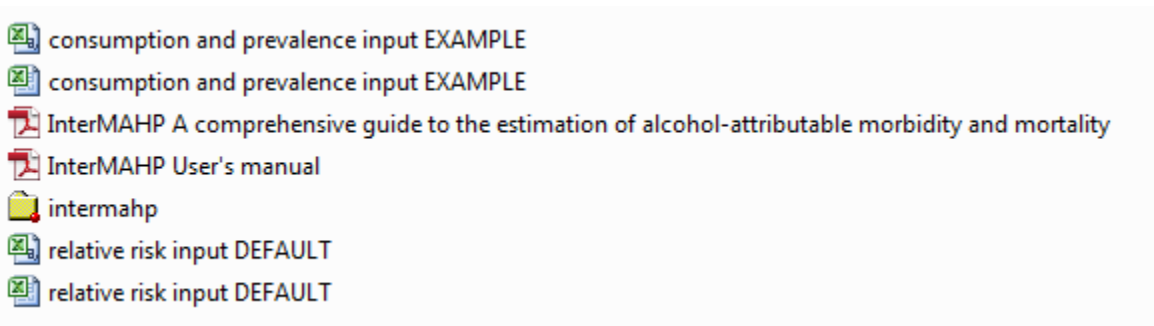 consumption and prevalence input EXAMPLE
consumption and prevalence input EXAMPLE
InterMAHP A comprehensive guide to the estimation of alcohol-attributable morbidity and mortality
InterMAHP User's manual
intermahp
relative risk input DEFAULT
relative risk input DEFAULT